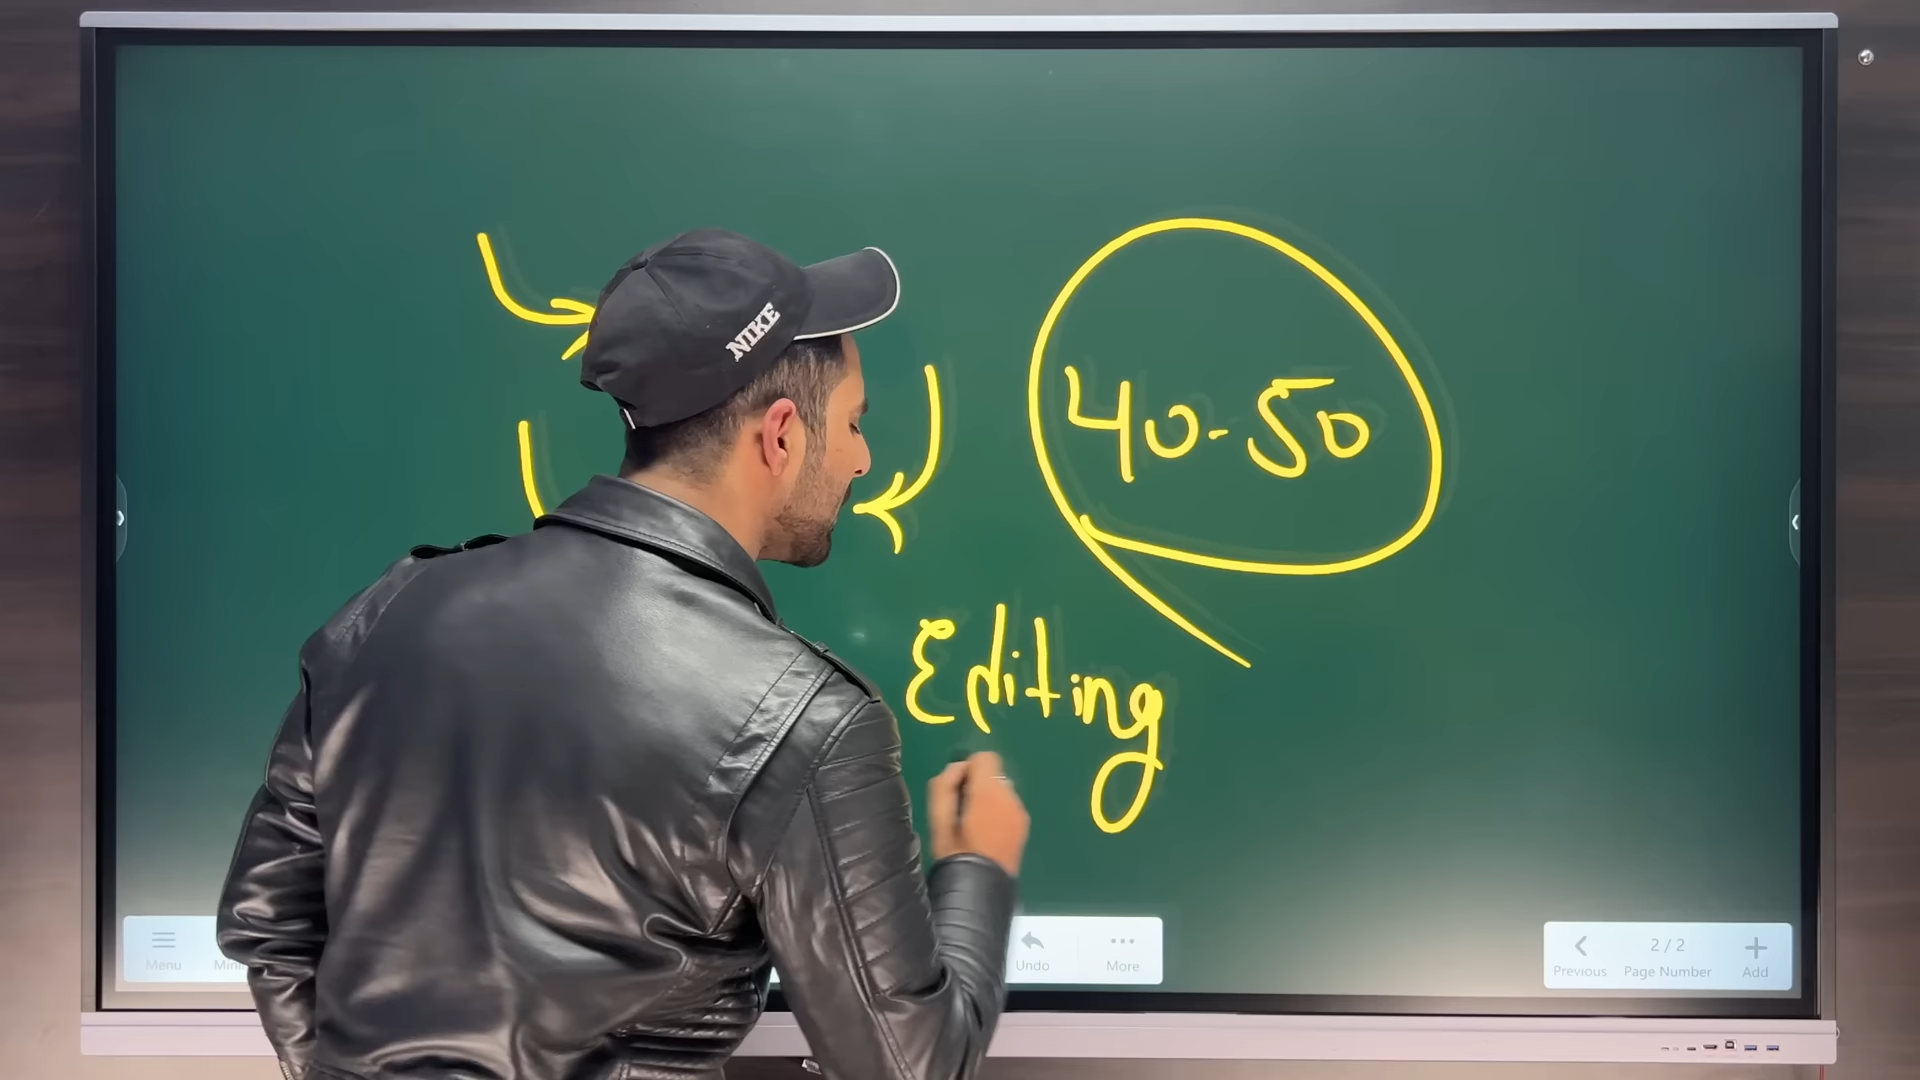 NIKE
40-50
Editing
Menu
Undo
More
Previous
2 / 2
Page Number
Add